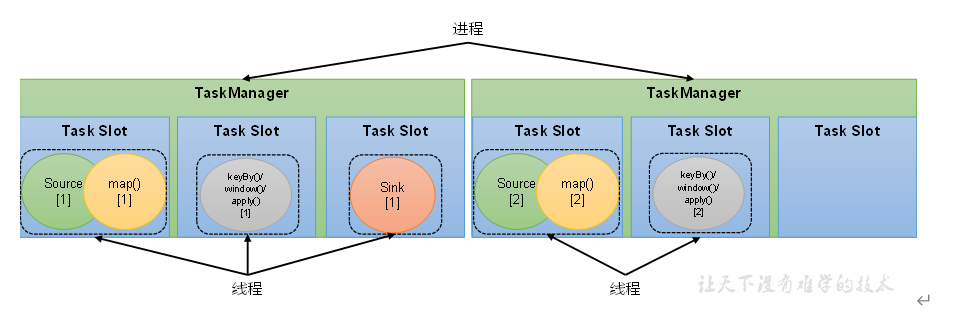 进程
TaskManager
TaskManager
Task Slot
Task Slot
Task Slot
Task Slot
Task Slot
Task Slot
Source
[1]
map()
[1]
keyBy()/
window()/
apply()
[1]
Sink
[1]
Source
[2]
map()
[2]
keyBy()/
window()/
apply()
[2]
线程
线程
让天下没有难学的技术